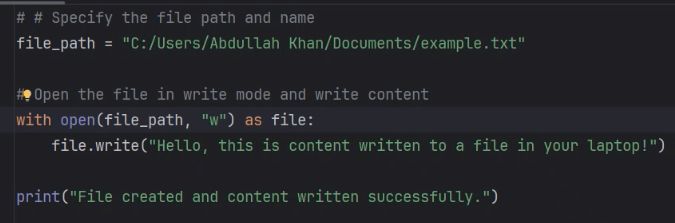 # # Specify the file path and name
file_path = "C:/Users/Abdullah Khan/Documents/example.txt"
# Open the file in write mode and write content
with open(file_path, "w") as file:
file.write("Hello, this is content written to a file in your laptop!")
print("File created and content written successfully.")